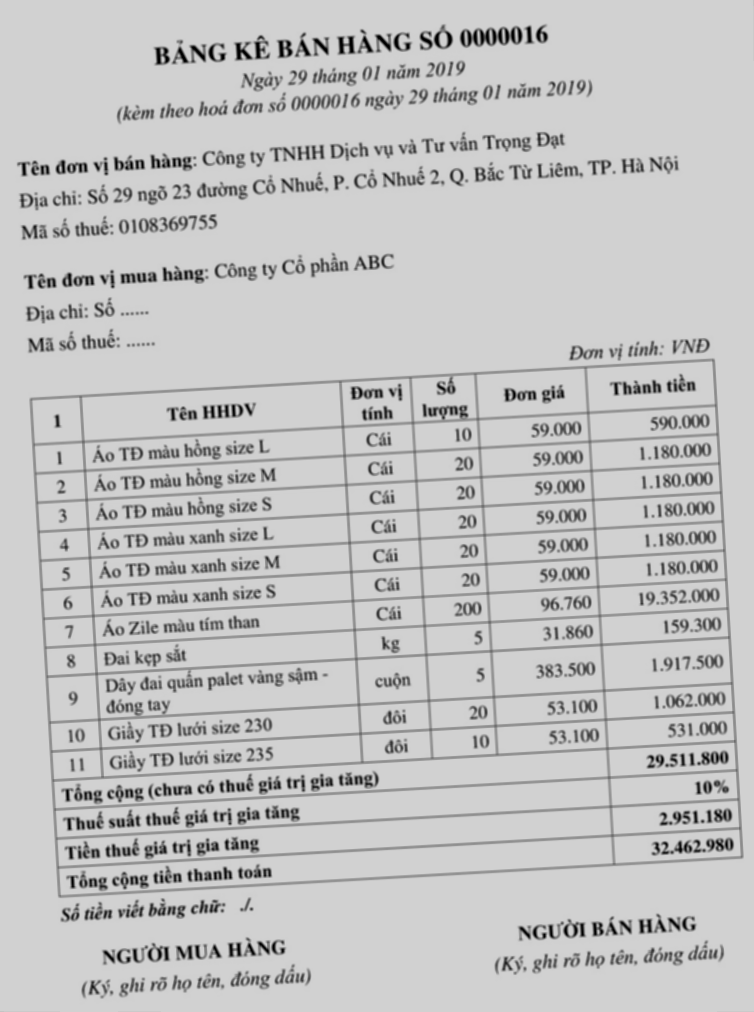 BẢNG KÊ BÁN HÀNG SỐ 0000016
Ngày 29 tháng 01 năm 2019
(kèm theo hoá đơn số 0000016 ngày 29 tháng 01 năm 2019)
Tên đơn vị bán hàng: Công ty TNHH Dịch vụ và Tư vấn Trọng Đạt
Địa chỉ: Số 29 ngõ 23 đường Cổ Nhuế, P. Cổ Nhuế 2, Q. Bắc Từ Liêm, TP. Hà Nội
Mã số thuế: 0108369755
Tên đơn vị mua hàng: Công ty Cổ phần ABC
Địa chỉ: Số ......
Mã số thuế: ......
Đơn vị tính: VNĐ
1 Tên HHDV Đơn vị tính Số lượng Đơn giá Thành tiền
1 Áo TĐ màu hồng size L Cái 10 59.000 590.000
2 Áo TĐ màu hồng size M Cái 20 59.000 1.180.000
3 Áo TĐ màu hồng size S Cái 20 59.000 1.180.000
4 Áo TĐ màu xanh size L Cái 20 59.000 1.180.000
5 Áo TĐ màu xanh size M Cái 20 59.000 1.180.000
6 Áo TĐ màu xanh size S Cái 20 59.000 1.180.000
7 Áo Zile màu tím than Cái 200 96.760 19.352.000
8 Đai kẹp sắt kg 5 31.860 159.300
9 Dây đai quấn palet vàng sậm - đóng tay cuộn 5 383.500 1.917.500
10 Giầy TĐ lưới size 230 đôi 20 53.100 1.062.000
11 Giầy TĐ lưới size 235 đôi 10 53.100 531.000
Tổng cộng (chưa có thuế giá trị gia tăng) 29.511.800
Thuế suất thuế giá trị gia tăng 10%
Tiền thuế giá trị gia tăng 2.951.180
Tổng cộng tiền thanh toán 32.462.980
Số tiền viết bằng chữ: ./.
NGƯỜI MUA HÀNG
(Ký, ghi rõ họ tên, đóng dấu)
NGƯỜI BÁN HÀNG
(Ký, ghi rõ họ tên, đóng dấu)